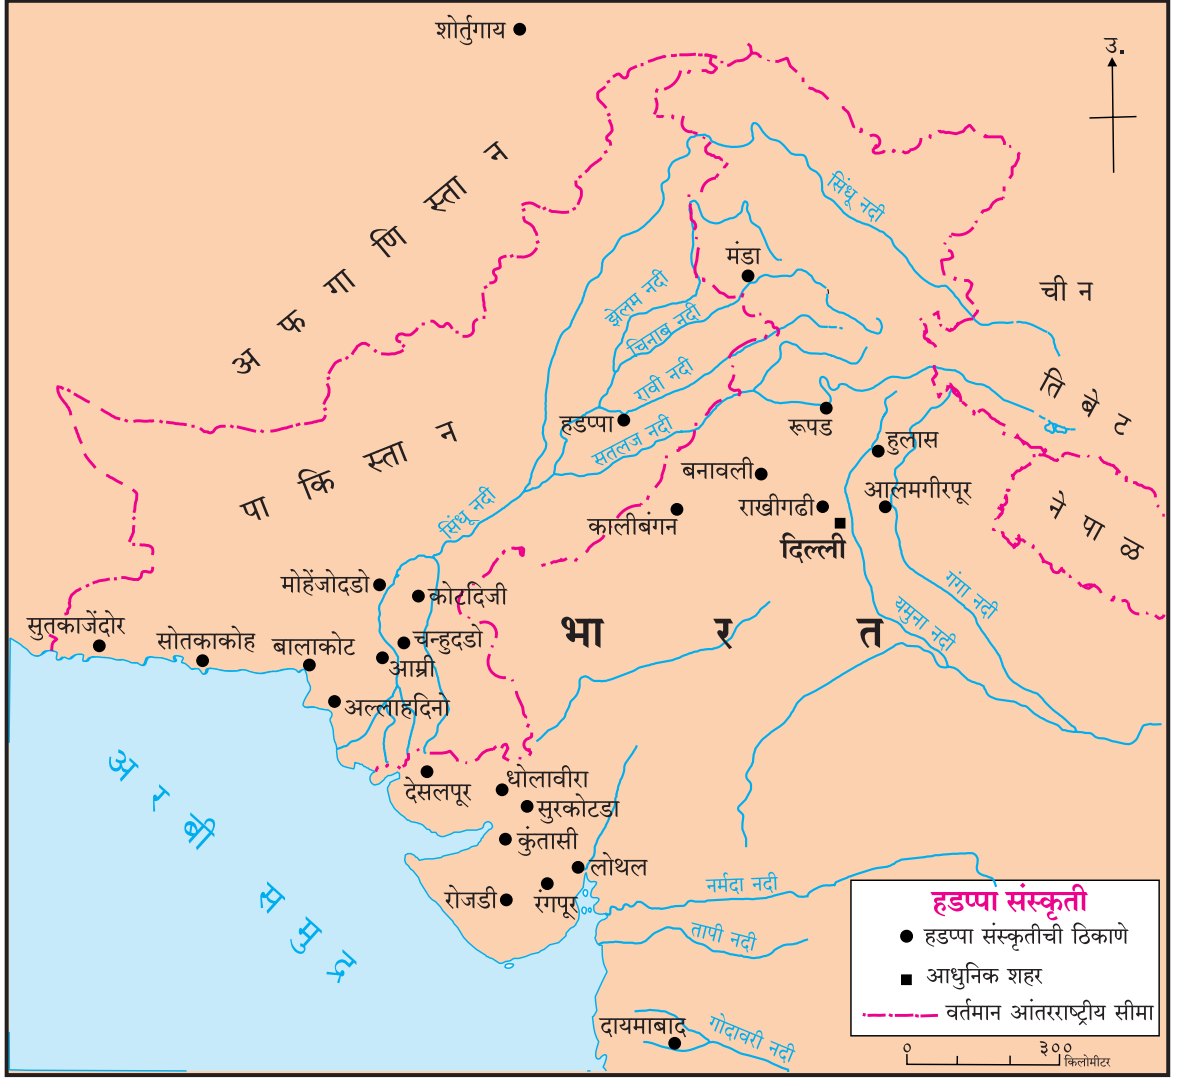 शोर्तुगाय
उ.
अफगाणिस्तान
सिंधू नदी
मंडा
चीन
झेलम नदी
चिनाब नदी
रावी नदी
तिबेट
हडप्पा
सतलज नदी
रूपड
पाकिस्तान
हुलास
बनावली
आलमगीरपूर
राखीगढी
कालीबंगन
सिंधू नदी
दिल्ली
नेपाळ
मोहेंजोदडो
कोटदिजी
गंगा नदी
यमुना नदी
सुतकाजेंदोर
सोतकाकोह
बालाकोट
चन्हुदडो
भारत
आम्री
अल्लाहदिनो
अरबी समुद्र
देसलपूर
धोलावीरा
सुरकोटडा
कुंतासी
लोथल
रोजडी
रंगपूर
नर्मदा नदी
तापी नदी
दायमाबाद
गोदावरी नदी
हडप्पा संस्कृती
हडप्पा संस्कृतीची ठिकाणे
आधुनिक शहर
वर्तमान आंतरराष्ट्रीय सीमा
० ३००
किलोमीटर